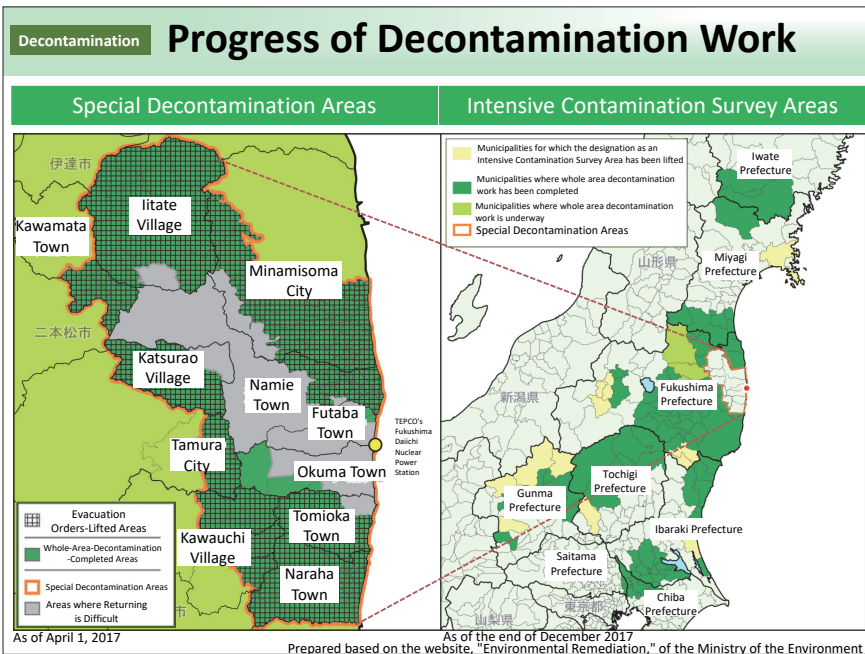 Decontamination
Progress of Decontamination Work
Special Decontamination Areas
伊達市
Iitate
Village
Kawamata
Town
Minamisoma
City
二本松市
Katsurao
Village
Namie
Town
Futaba
Town
TEPCO's
Fukushima
Daiichi
Nuclear
Power
Station
Tamura
City
Okuma Town
Tomioka
Town
Kawauchi
Village
Naraha
Town
Evacuation
Orders-Lifted Areas
Whole-Area-Decontamination
-Completed Areas
Special Decontamination Areas
Areas where Returning
is Difficult
As of April 1, 2017
Intensive Contamination Survey Areas
Municipalities for which the designation as an
Intensive Contamination Survey Area has been lifted
Municipalities where whole area decontamination
work has been completed
Municipalities where whole area decontamination
work is underway
Special Decontamination Areas
Iwate
Prefecture
山形県
Miyagi
Prefecture
新潟県
Fukushima
Prefecture
Tochigi
Prefecture
Gunma
Prefecture
Ibaraki Prefecture
Saitama
Prefecture
Chiba
Prefecture
山梨県
東京都
As of the end of December 2017
Prepared based on the website, "Environmental Remediation," of the Ministry of the Environment